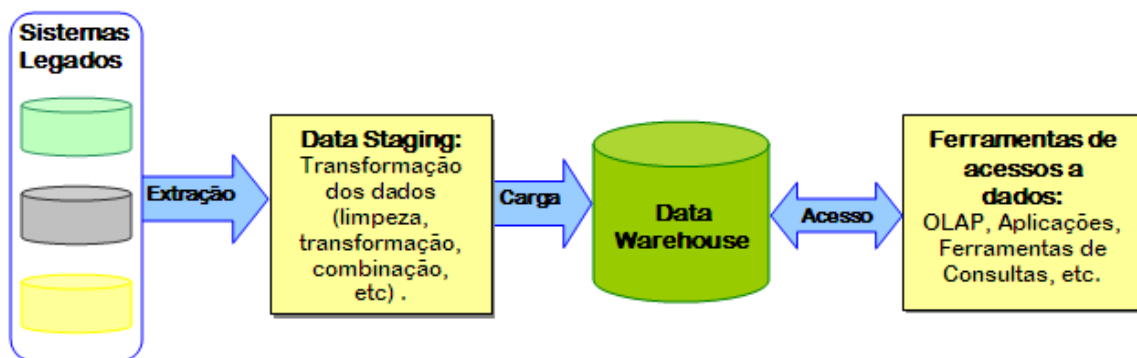 Sistemas
Legados
Extração
Data Staging:
Transformação
dos dados
(limpeza,
transformação,
combinação,
etc) .
Carga
Data
Warehouse
Acesso
Ferramentas de
acessos a
dados:
OLAP, Aplicações,
Ferramentas de
Consultas, etc.